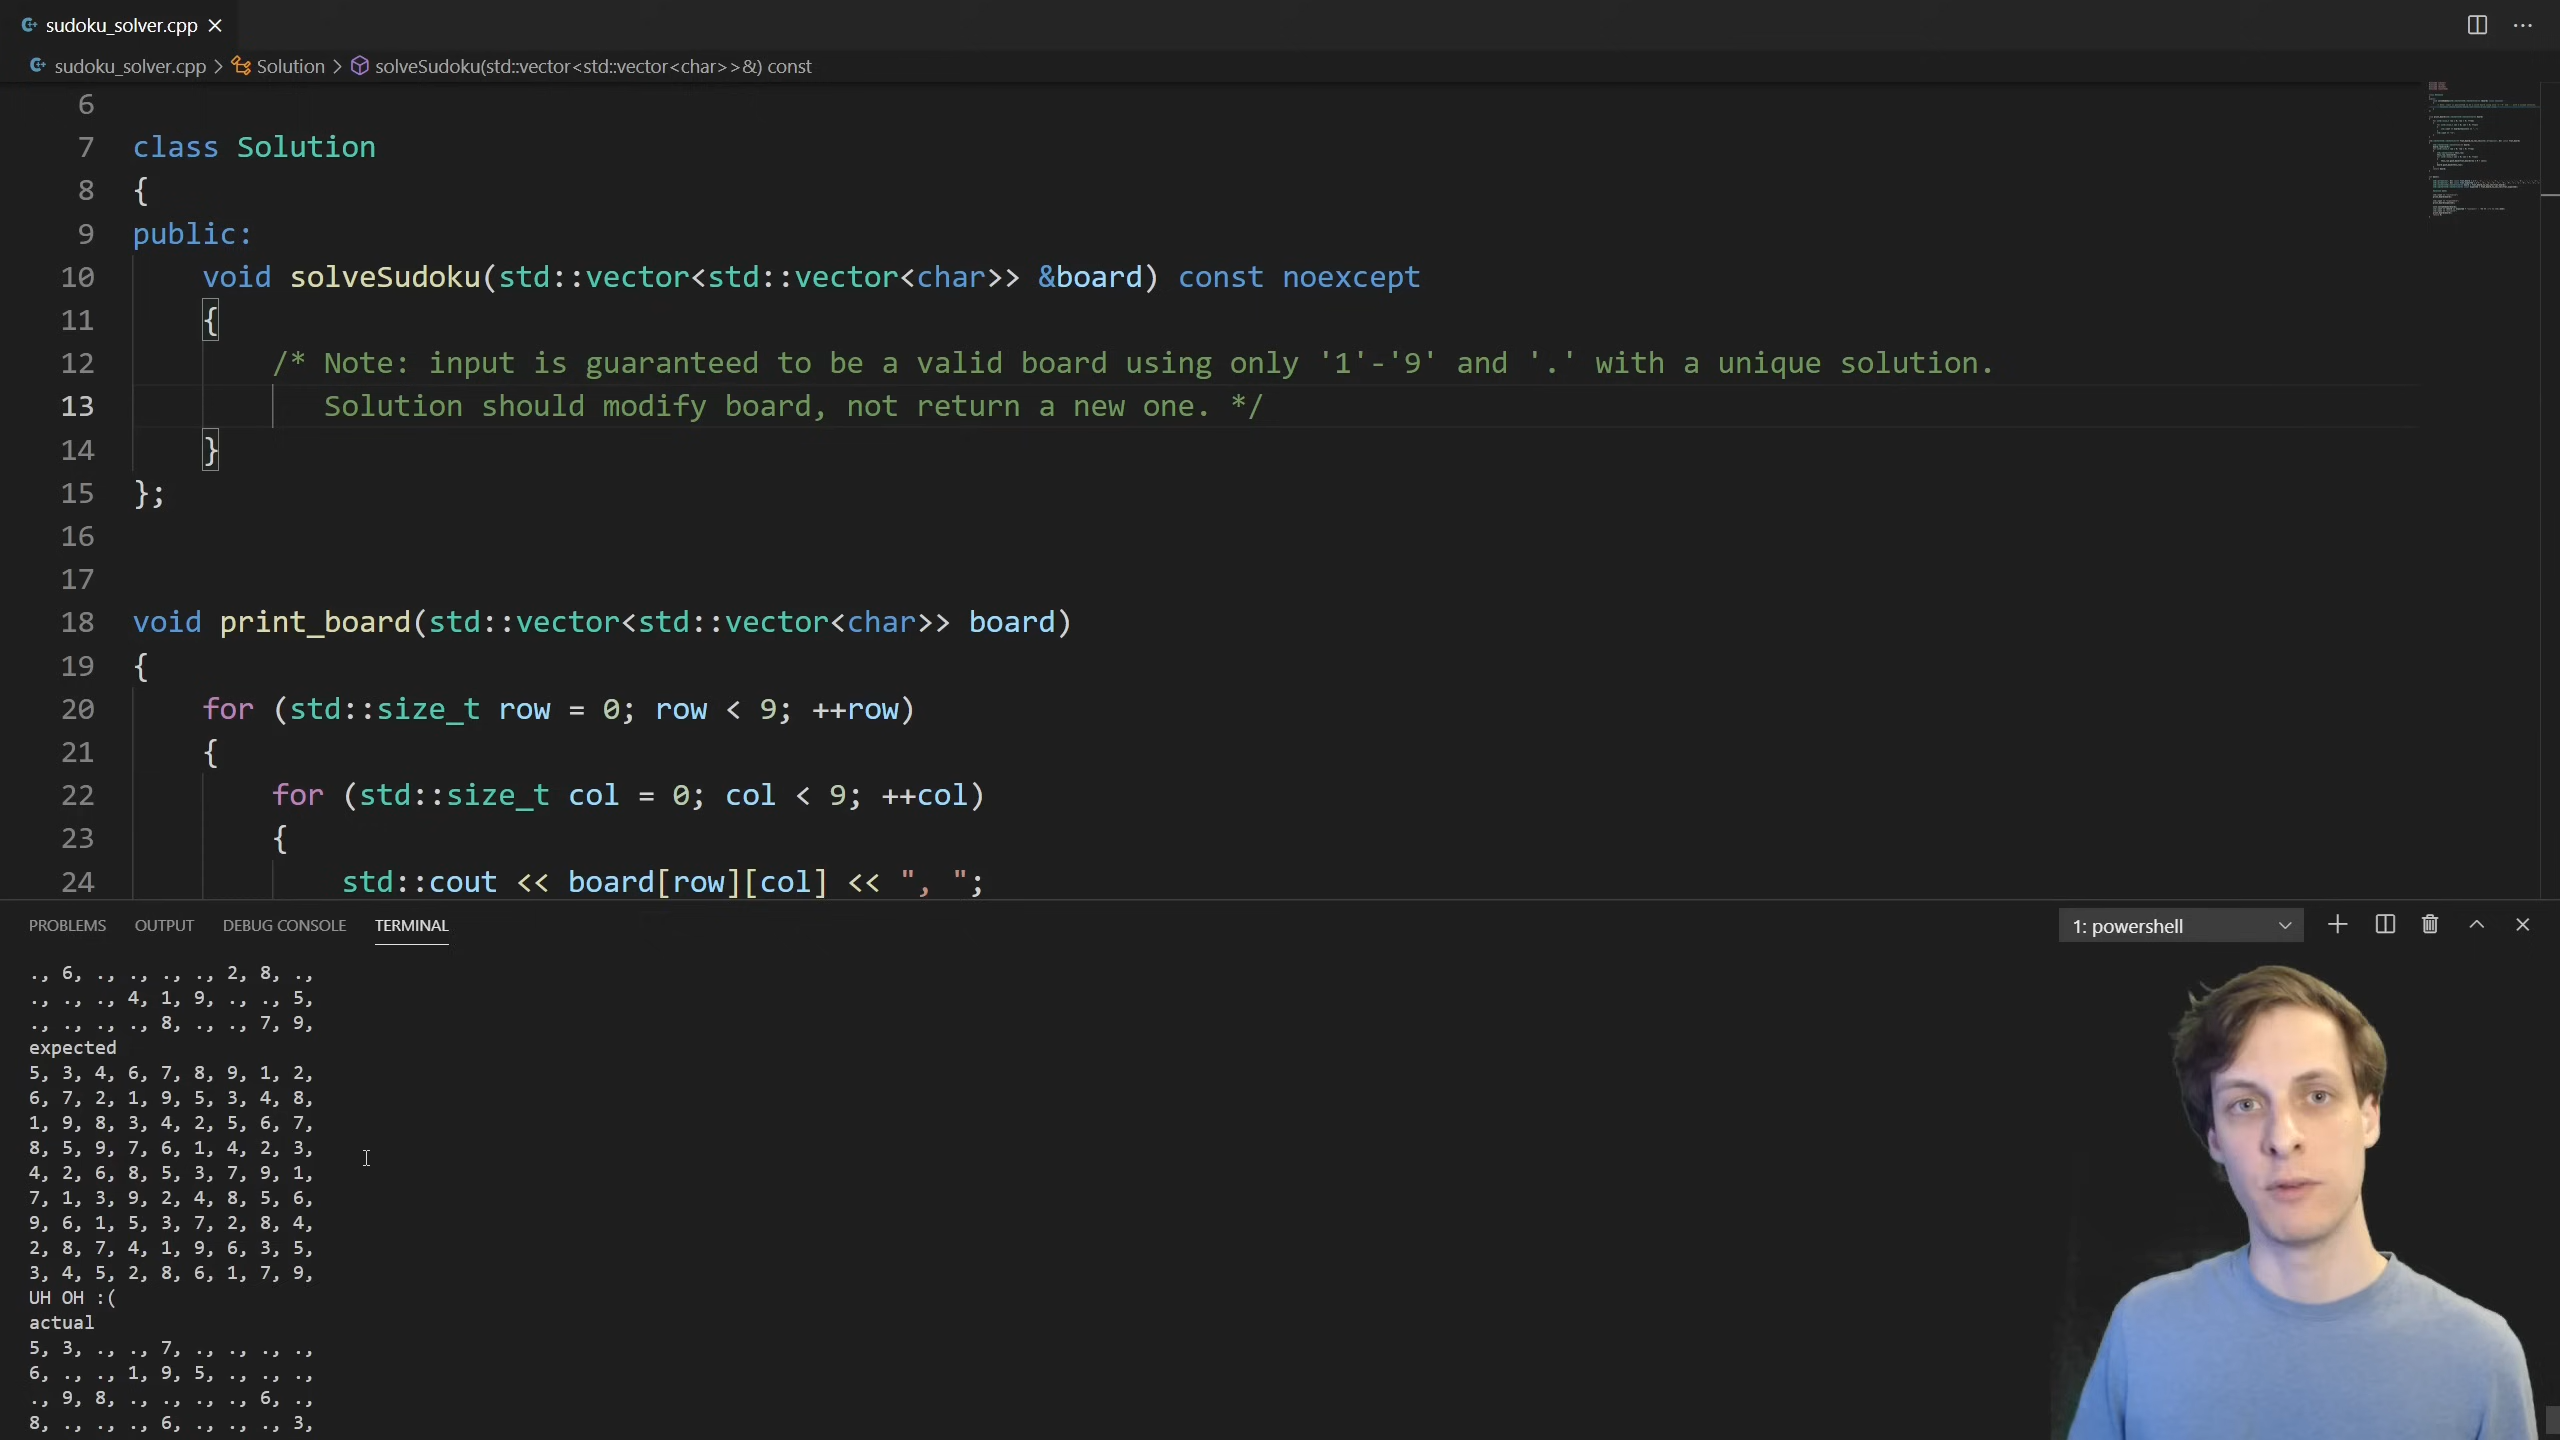 sudoku_solver.cpp
sudoku_solver.cpp > Solution > solveSudoku(std::vector<std::vector<char>>&) const
6
7 class Solution
8 {
9 public:
10 void solveSudoku(std::vector<std::vector<char>> &board) const noexcept
11 {
12 /* Note: input is guaranteed to be a valid board using only '1'-'9' and '.' with a unique solution.
13 Solution should modify board, not return a new one. */
14 }
15 };
16
17
18 void print_board(std::vector<std::vector<char>> board)
19 {
20 for (std::size_t row = 0; row < 9; ++row)
21 {
22 for (std::size_t col = 0; col < 9; ++col)
23 {
24 std::cout << board[row][col] << ", ";
PROBLEMS OUTPUT DEBUG CONSOLE TERMINAL 1: powershell
., 6, ., ., ., ., 2, 8, .,
., ., ., 4, 1, 9, ., ., 5,
., ., ., ., 8, ., ., 7, 9,
expected
5, 3, 4, 6, 7, 8, 9, 1, 2,
6, 7, 2, 1, 9, 5, 3, 4, 8,
1, 9, 8, 3, 4, 2, 5, 6, 7,
8, 5, 9, 7, 6, 1, 4, 2, 3,
4, 2, 6, 8, 5, 3, 7, 9, 1,
7, 1, 3, 9, 2, 4, 8, 5, 6,
9, 6, 1, 5, 3, 7, 2, 8, 4,
2, 8, 7, 4, 1, 9, 6, 3, 5,
3, 4, 5, 2, 8, 6, 1, 7, 9,
UH OH :(
actual
5, 3, ., ., 7, ., ., ., .,
6, ., ., 1, 9, 5, ., ., .,
., 9, 8, ., ., ., ., 6, .,
8, ., ., ., 6, ., ., ., 3,